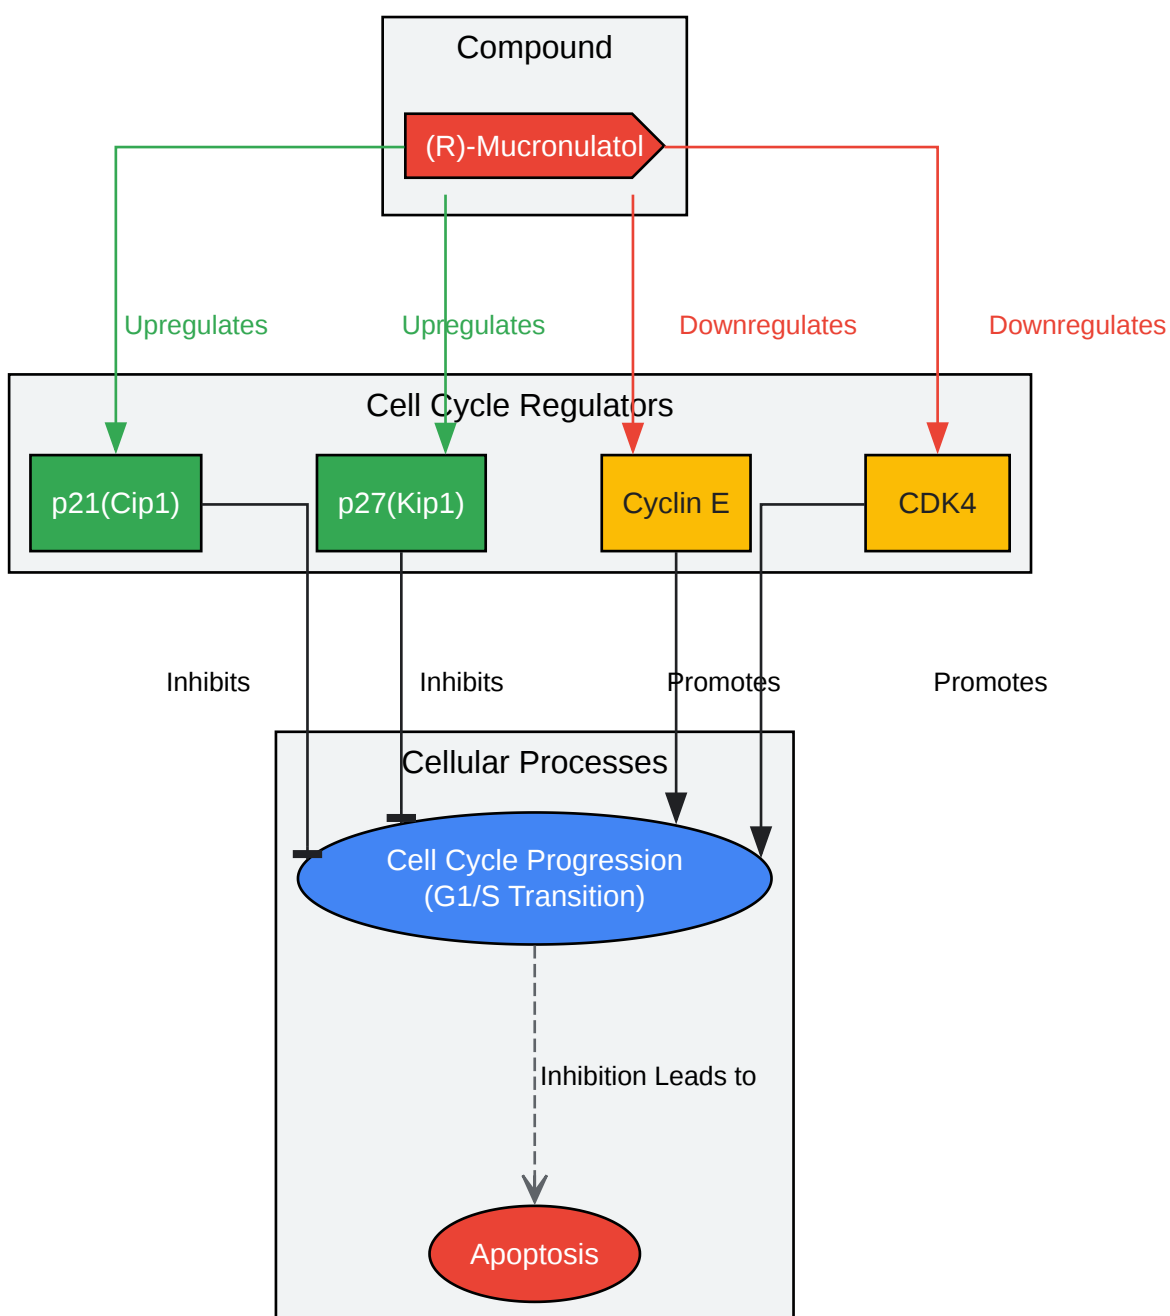 Compound
(R)-Mucronulatol
Upregulates
Upregulates
Downregulates
Downregulates
Cell Cycle Regulators
p21(Cip1)
p27(Kip1)
Cyclin E
CDK4
Inhibits
Inhibits
Promotes
Promotes
Cellular Processes
Cell Cycle Progression
(G1/S Transition)
Inhibition Leads to
Apoptosis